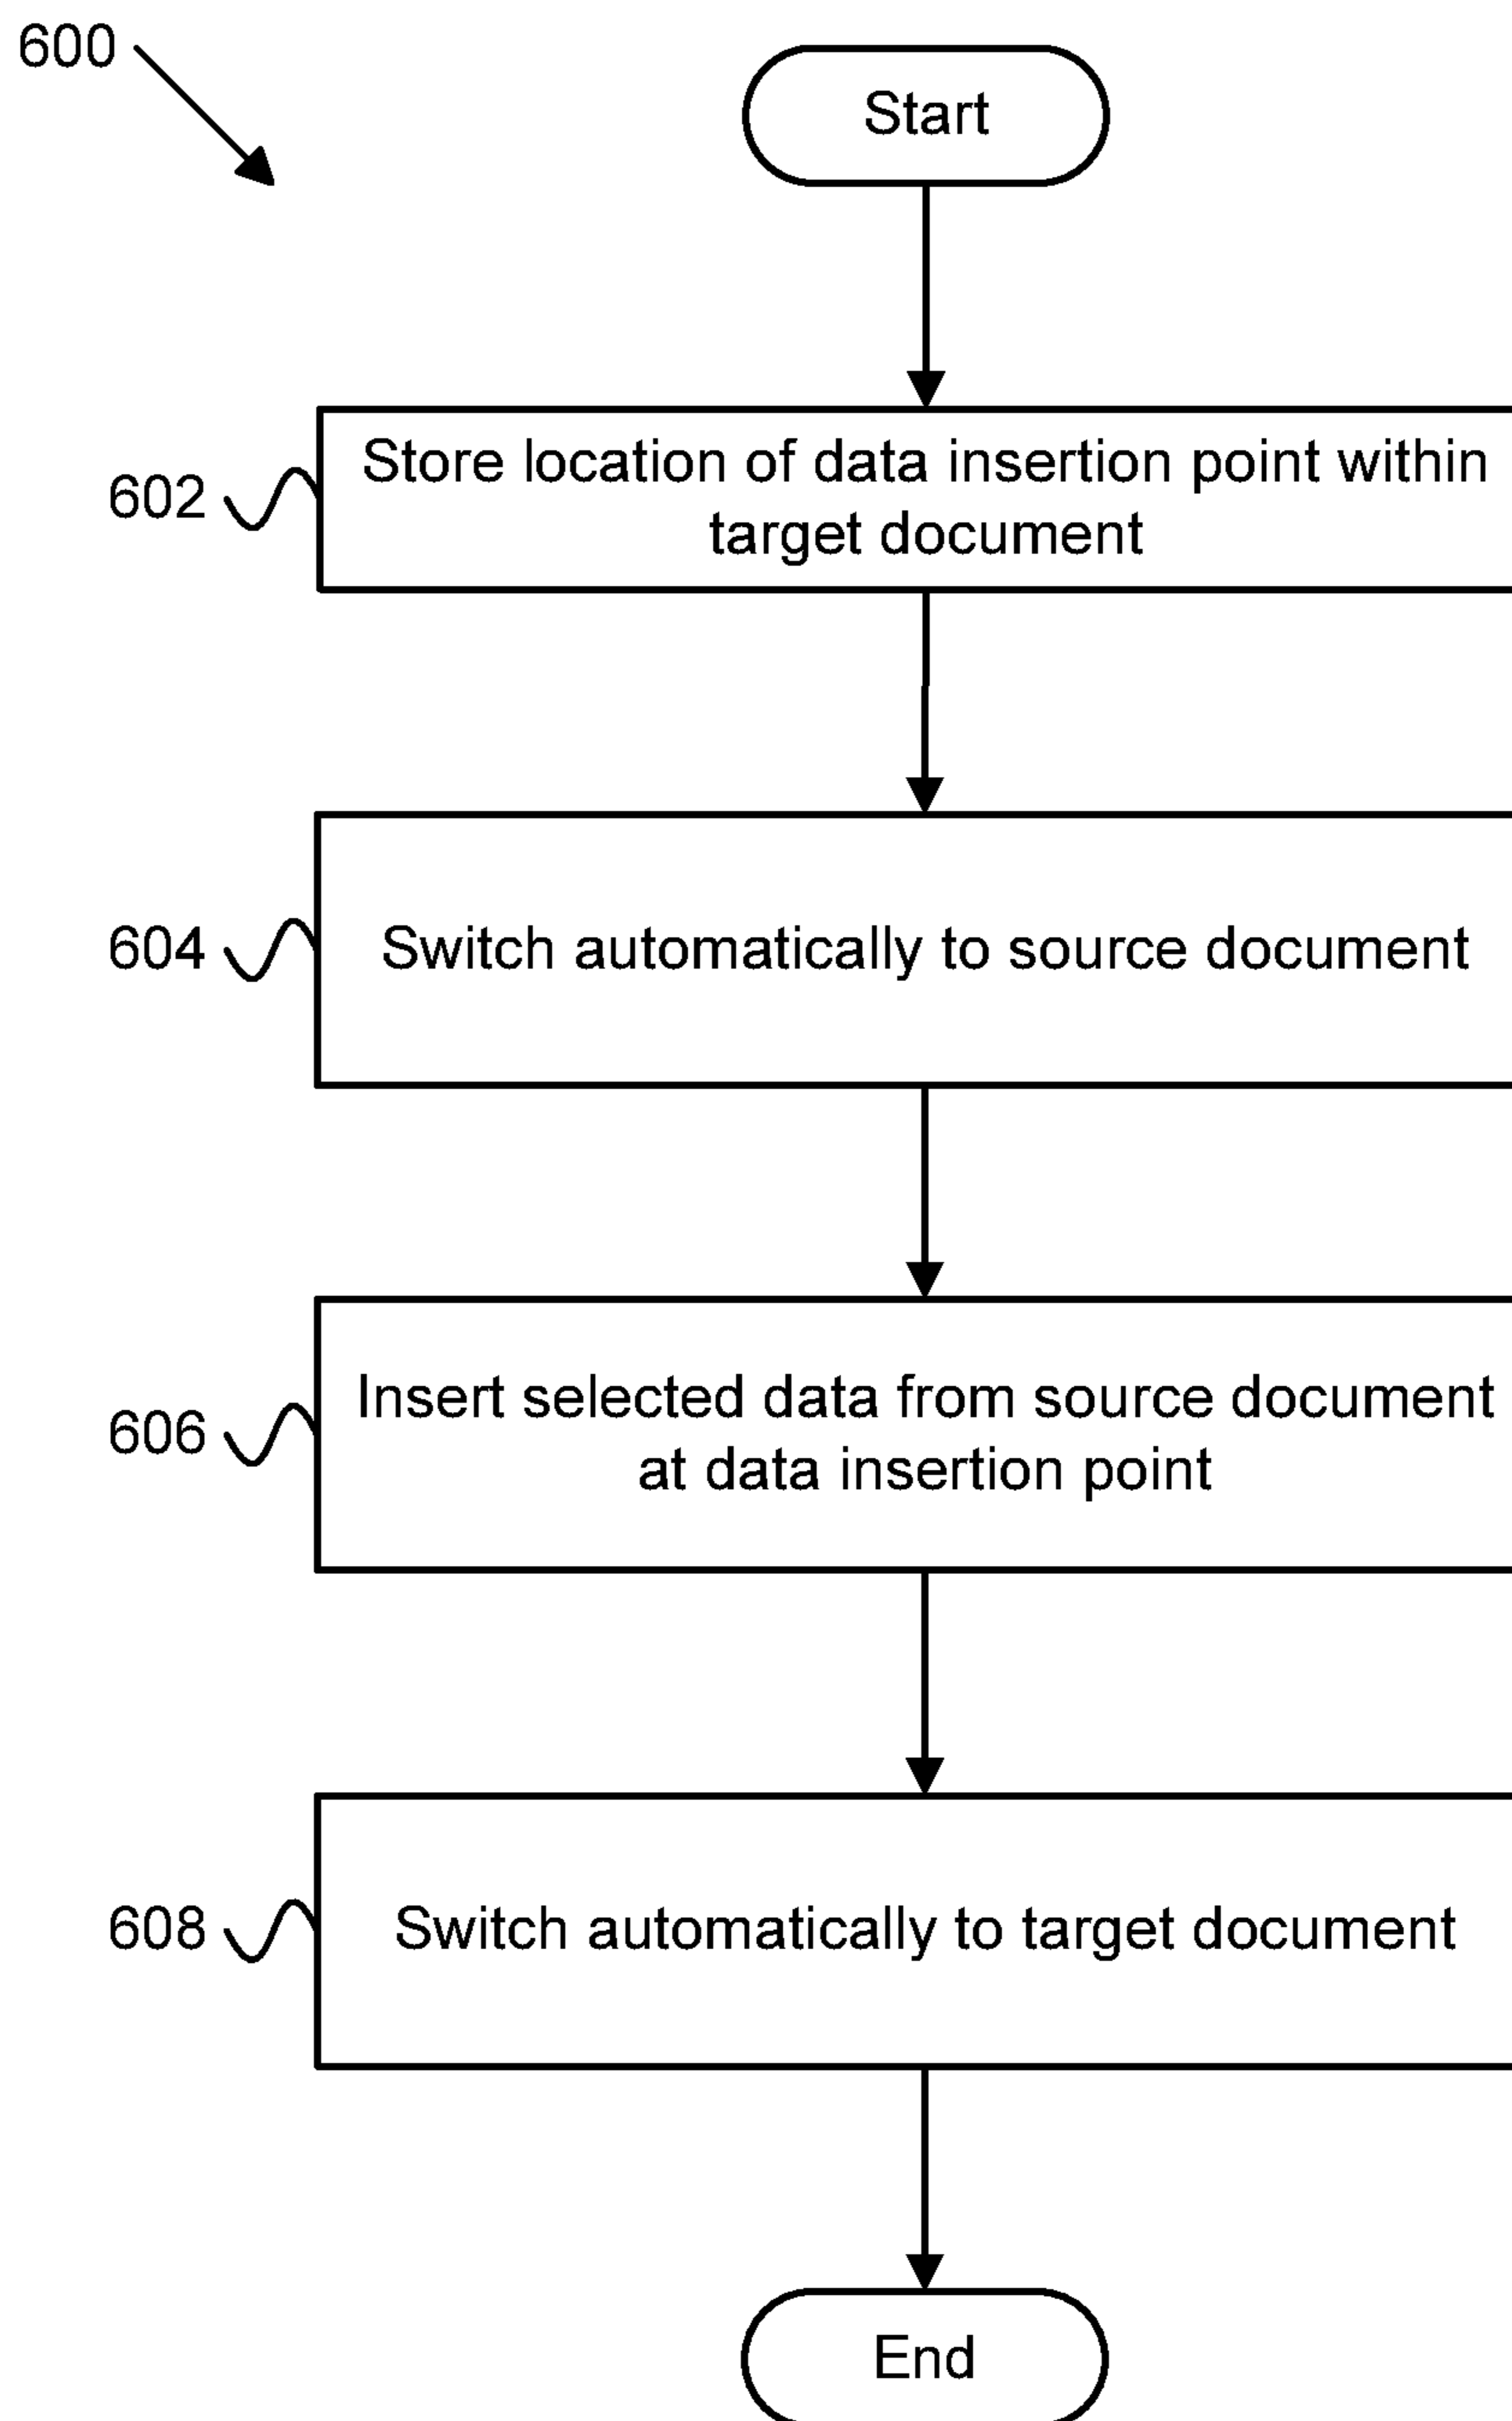 600
Start
602
Store location of data insertion point within
target document
604
Switch automatically to source document
606
Insert selected data from source document
at data insertion point
608
Switch automatically to target document
End